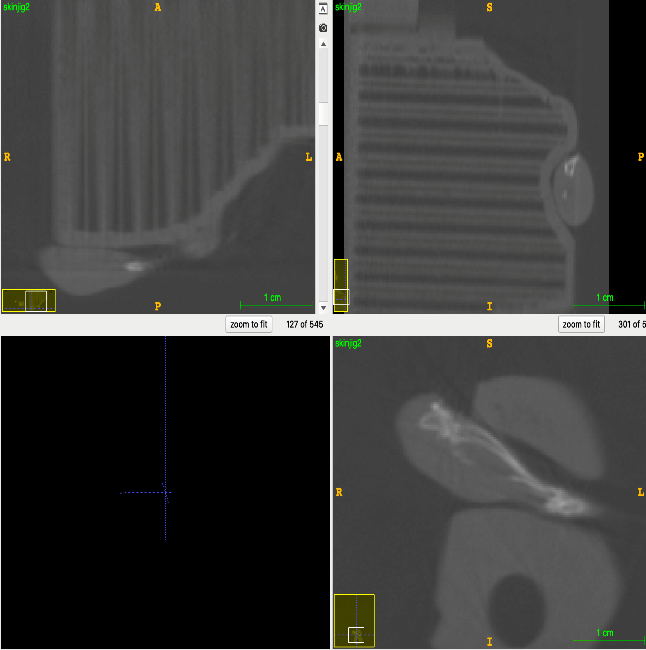 skinjig2
A
A
R
L
P
1 cm
zoom to fit
127 of 545
skinjig2
S
A
P
I
1 cm
zoom to fit
301 of 5
skinjig2
S
R
L
I
1 cm